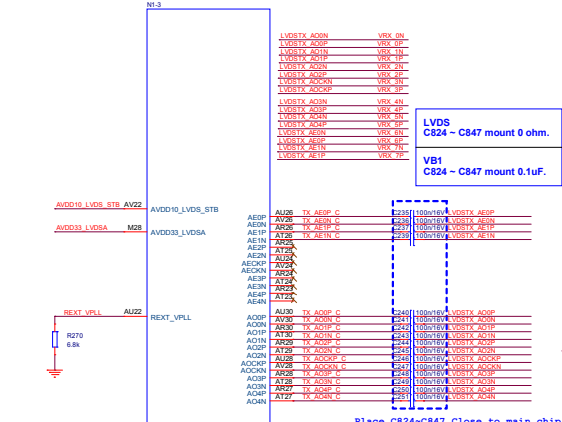 N1-3
LVDSTX_AO0N VRX_0N
LVDSTX_AO0P VRX_0P
LVDSTX_AO1N VRX_1N
LVDSTX_AO1P VRX_1P
LVDSTX_AO2N VRX_2N
LVDSTX_AO2P VRX_2P
LVDSTX_AOCKN VRX_3N
LVDSTX_AOCKP VRX_3P
LVDSTX_AO3N VRX_4N
LVDSTX_AO3P VRX_4P
LVDSTX_AO4N VRX_5N
LVDSTX_AO4P VRX_5P
LVDSTX_AE0N VRX_6N
LVDSTX_AE0P VRX_6P
LVDSTX_AE1N VRX_7N
LVDSTX_AE1P VRX_7P
LVDS
C824 ~ C847 mount 0 ohm.
VB1
C824 ~ C847 mount 0.1uF.
AVDD10_LVDS_STB AV22 AVDD10_LVDS_STB
AVDD33_LVDSA M28 AVDD33_LVDSA
AE0P AU26 TX_AE0P_C C235 100n/16V LVDSTX_AE0P
AE0N AV26 TX_AE0N_C C236 100n/16V LVDSTX_AE0N
AE1P AR26 TX_AE1P_C C237 100n/16V LVDSTX_AE1P
AE1N AT26 TX_AE1N_C C239 100n/16V LVDSTX_AE1N
AE2P AR25
AE2N AT25
AECKP AU24
AECKN AV24
AE3P AR24
AE3N AT24
AE4P AR23
AE4N AT23
REXT_VPLL AU22 REXT_VPLL
R270
6.8k
AO0P AU30 TX_AO0P_C C240 100n/16V LVDSTX_AO0P
AO0N AV30 TX_AO0N_C C241 100n/16V LVDSTX_AO0N
AO1P AR30 TX_AO1P_C C242 100n/16V LVDSTX_AO1P
AO1N AT30 TX_AO1N_C C243 100n/16V LVDSTX_AO1N
AO2P AR29 TX_AO2P_C C244 100n/16V LVDSTX_AO2P
AO2N AT29 TX_AO2N_C C245 100n/16V LVDSTX_AO2N
AOCKP AU28 TX_AOCKP_C C246 100n/16V LVDSTX_AOCKP
AOCKN AV28 TX_AOCKN_C C247 100n/16V LVDSTX_AOCKN
AO3P AR28 TX_AO3P_C C248 100n/16V LVDSTX_AO3P
AO3N AT28 TX_AO3N_C C249 100n/16V LVDSTX_AO3N
AO4P AR27 TX_AO4P_C C250 100n/16V LVDSTX_AO4P
AO4N AT27 TX_AO4N_C C251 100n/16V LVDSTX_AO4N
Place C824~C847 Close to main chip